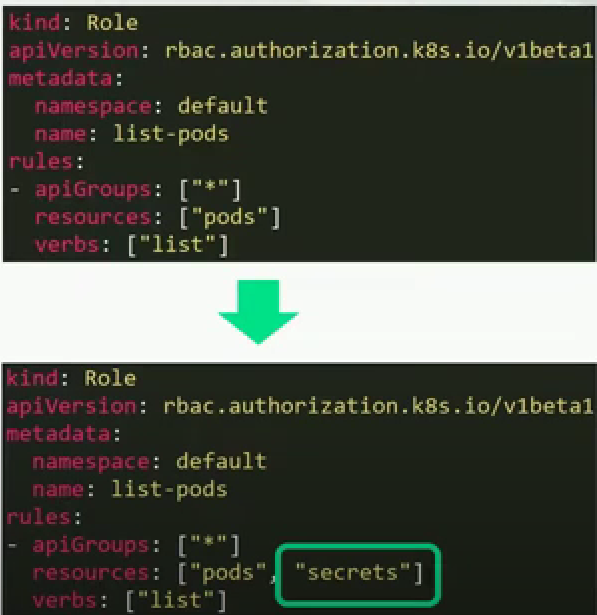 kind: Role
apiVersion: rbac.authorization.k8s.io/v1beta1
metadata:
  namespace: default
  name: list-pods
rules:
- apiGroups: ["*"]
  resources: ["pods"]
  verbs: ["list"]
kind: Role
apiVersion: rbac.authorization.k8s.io/v1beta1
metadata:
  namespace: default
  name: list-pods
rules:
- apiGroups: ["*"]
  resources: ["pods", "secrets"]
  verbs: ["list"]